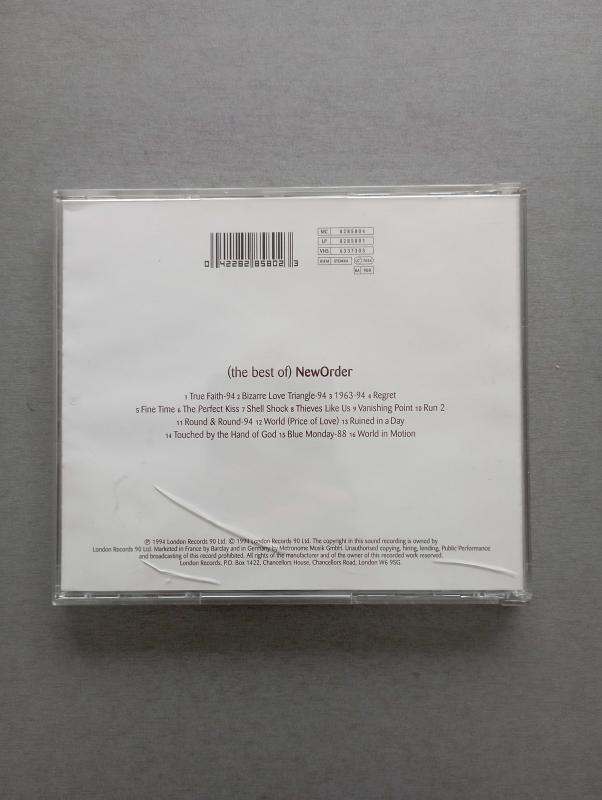 0 42282 85802 3
MC 8285804
LP 8285801
VHS 6337303
BIEM STEMRA LC 7654
BA 900
(the best of) NewOrder
1 True Faith-94 2 Bizarre Love Triangle-94 3 1963-94 4 Regret
5 Fine Time 6 The Perfect Kiss 7 Shell Shock 8 Thieves Like Us 9 Vanishing Point 10 Run 2
11 Round & Round-94 12 World (Price of Love) 13 Ruined in a Day
14 Touched by the Hand of God 15 Blue Monday-88 16 World in Motion
℗ 1994 London Records 90 Ltd. © 1994 London Records 90 Ltd. The copyright in this sound recording is owned by
London Records 90 Ltd. Marketed in France by Barclay and in Germany by Metronome Musik GmbH. Unauthorised copying, hiring, lending, Public Performance
and broadcasting of this record prohibited. All rights of the manufacturer and of the owner of this recorded work reserved.
London Records, P.O. Box 1422, Chancellors House, Chancellors Road, London W6 9SG.